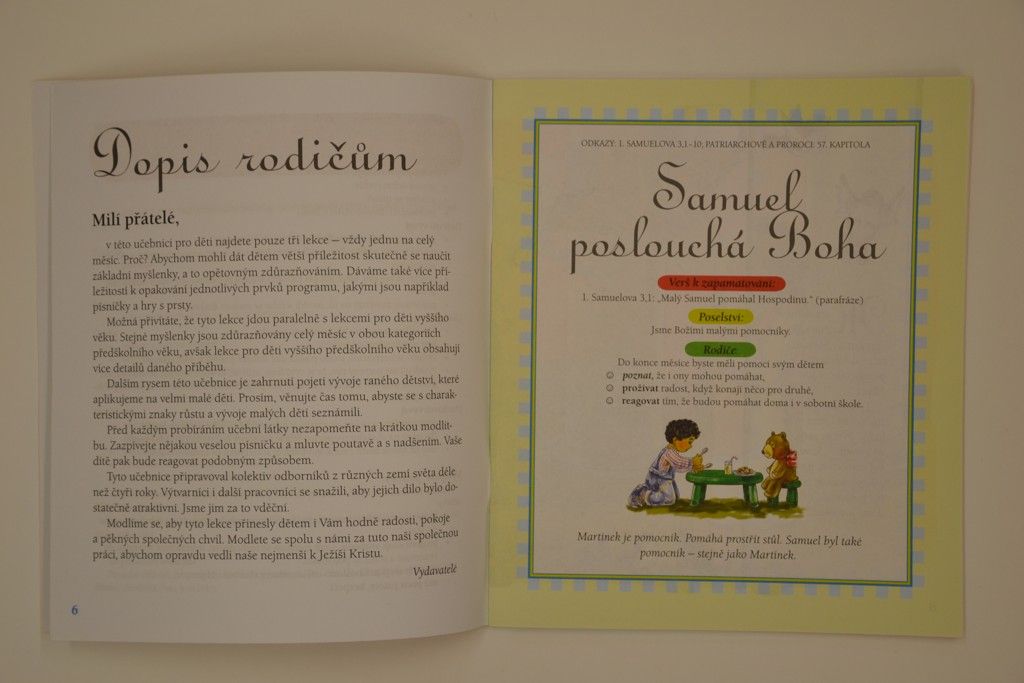 Dopis rodičům
Milí přátelé,
v této učebnici pro děti najdete pouze tři lekce – vždy jednu na celý
měsíc. Proč? Abychom mohli dát dětem větší příležitost skutečně se naučit
základní myšlenky, a to opětovným zdůrazňováním. Dáváme také více pří-
ležitostí k opakování jednotlivých prvků programu, jakými jsou například
písničky a hry s prsty.
Možná přivítáte, že tyto lekce jdou paralelně s lekcemi pro děti vyššího
věku. Stejné myšlenky jsou zdůrazňovány celý měsíc v obou kategoriích
předškolního věku, avšak lekce pro děti vyššího předškolního věku obsahují
více detailů daného příběhu.
Dalším rysem této učebnice je zahrnutí pojetí vývoje raného dětství, které
aplikujeme na velmi malé děti. Prosím, věnujte čas tomu, abyste se s charak-
teristickými znaky růstu a vývoje malých dětí seznámili.
Před každým probíráním učební látky nezapomeňte na krátkou modlit-
bu. Zazpívejte nějakou veselou písničku a mluvte poutavě a s nadšením. Vaše
dítě pak bude reagovat podobným způsobem.
Tyto učebnice připravoval kolektiv odborníků z různých zemí světa déle
než čtyři roky. Výtvarníci i další pracovníci se snažili, aby jejich dílo bylo do-
statečně atraktivní. Jsme jim za to vděční.
Modlíme se, aby tyto lekce přinesly dětem i Vám hodně radosti, pokoje
a pěkných společných chvil. Modlete se spolu s námi za tuto naši společnou
práci, abychom opravdu vedli naše nejmenší k Ježíši Kristu.
Vydavatelé
6
ODKAZY: 1. SAMUELOVA 3,1–10; PATRIARCHOVÉ A PROROCI: 57. KAPITOLA
Samuel
poslouchá Boha
Verš k zapamatování:
1. Samuelova 3,1: „Malý Samuel pomáhal Hospodinu.“ (parafráze)
Poselství:
Jsme Božími malými pomocníky.
Rodiče:
Do konce měsíce byste měli pomoci svým dětem
☺ poznat, že i ony mohou pomáhat,
☺ prožívat radost, když konají něco pro druhé,
☺ reagovat tím, že budou pomáhat doma i v sobotní škole.
Martínek je pomocník. Pomáhá prostřít stůl. Samuel byl také
pomocník – stejně jako Martínek.